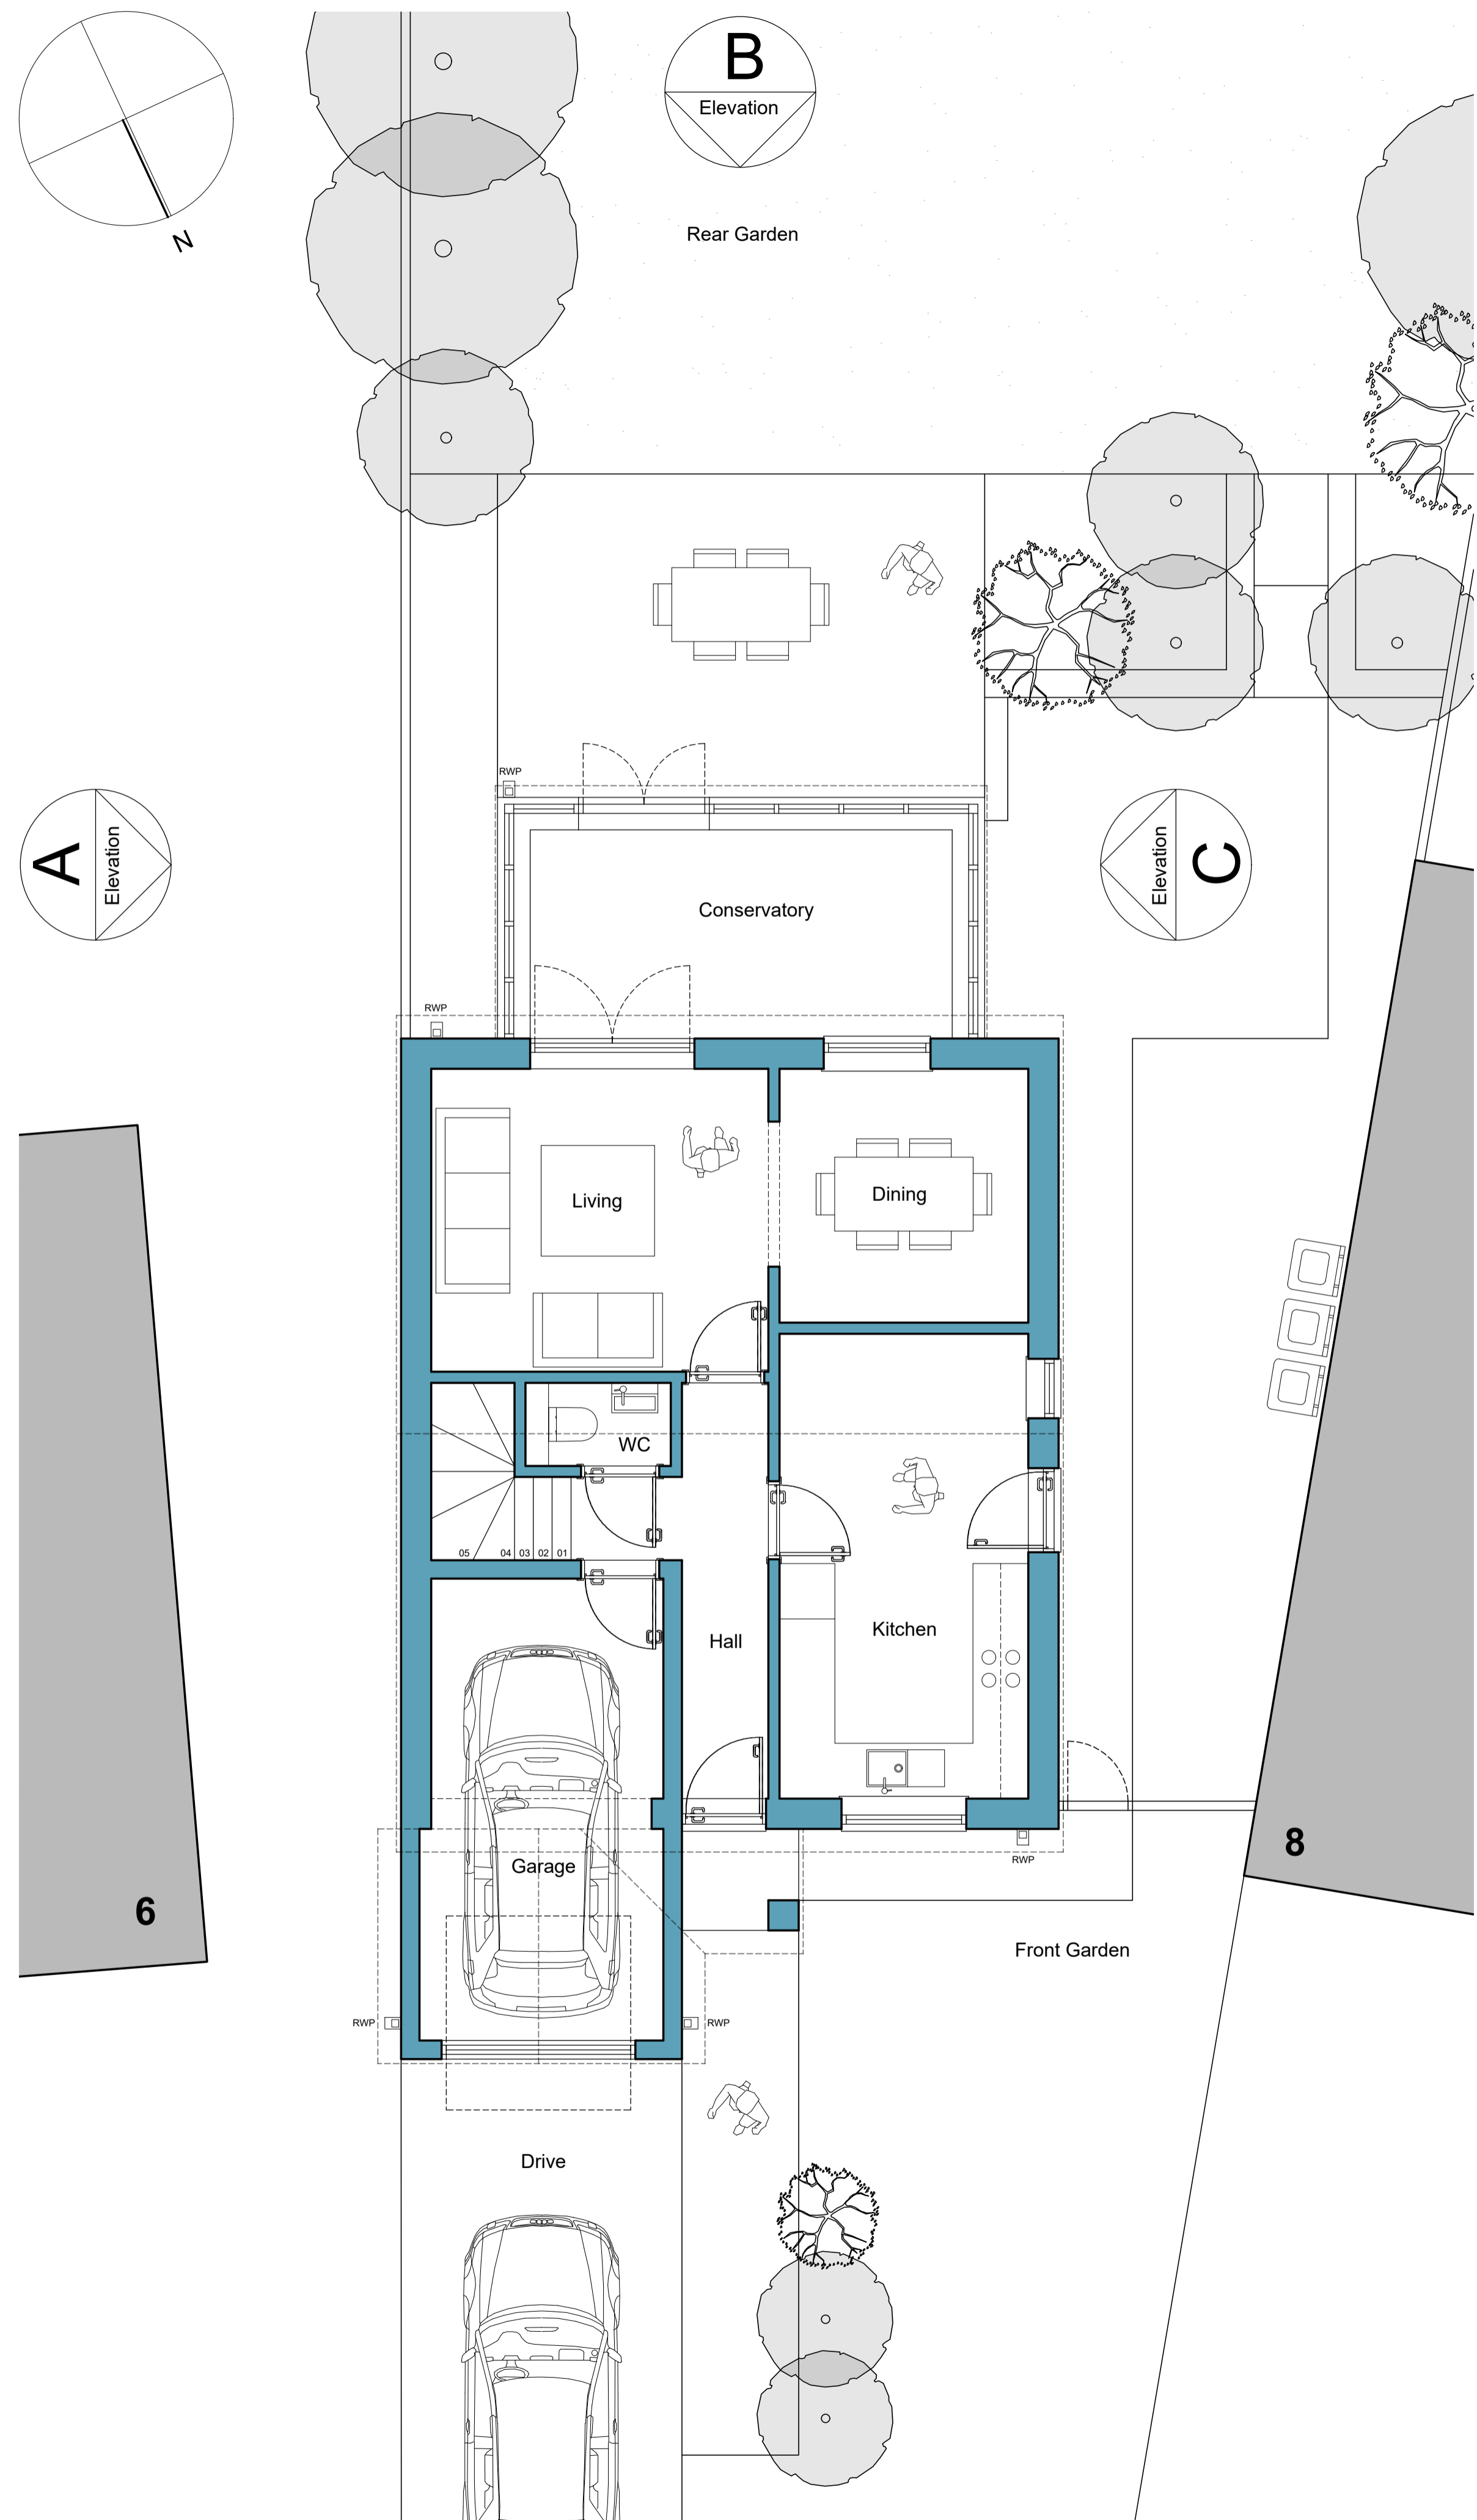 B
Elevation
N
Rear Garden
RWP
A
Elevation
Elevation
C
Conservatory
RWP
Living
Dining
WC
05
04
03
02
01
Kitchen
Hall
8
Garage
RWP
6
Front Garden
RWP
RWP
Drive